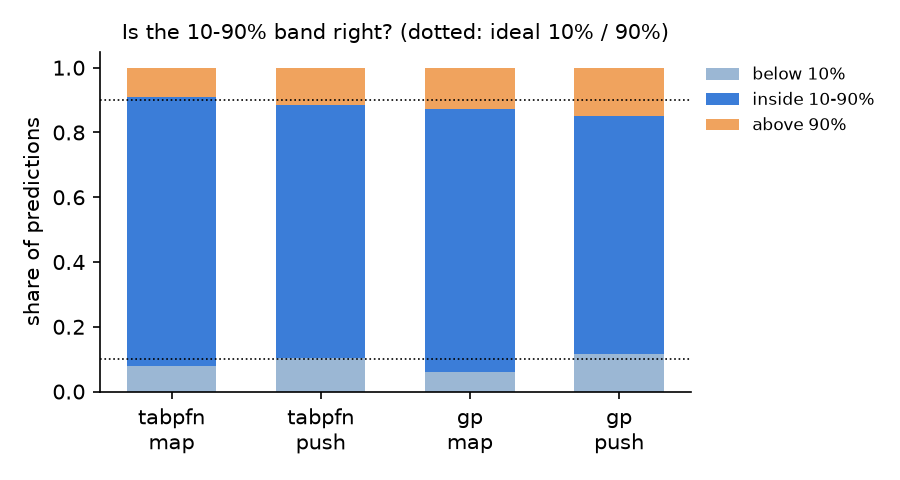 Is the 10-90% band right? (dotted: ideal 10% / 90%)
share of predictions
1.0
0.8
0.6
0.4
0.2
0.0
tabpfn
map
tabpfn
push
gp
map
gp
push
below 10%
inside 10-90%
above 90%